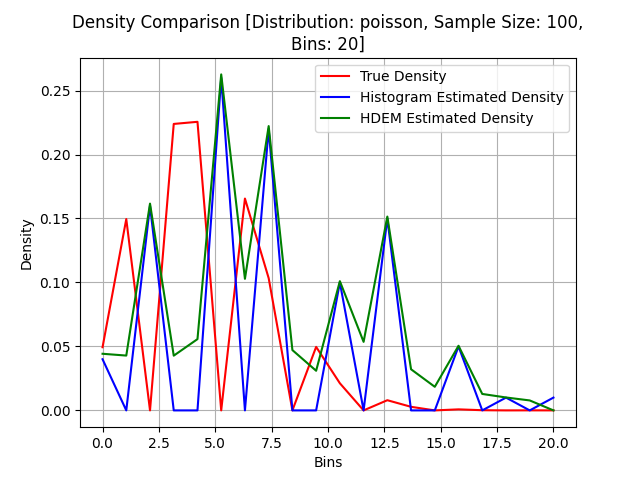 Density Comparison [Distribution: poisson, Sample Size: 100,
Bins: 20]
True Density
Histogram Estimated Density
HDEM Estimated Density
Density
0.25
0.20
0.15
0.10
0.05
0.00
0.0 2.5 5.0 7.5 10.0 12.5 15.0 17.5 20.0
Bins